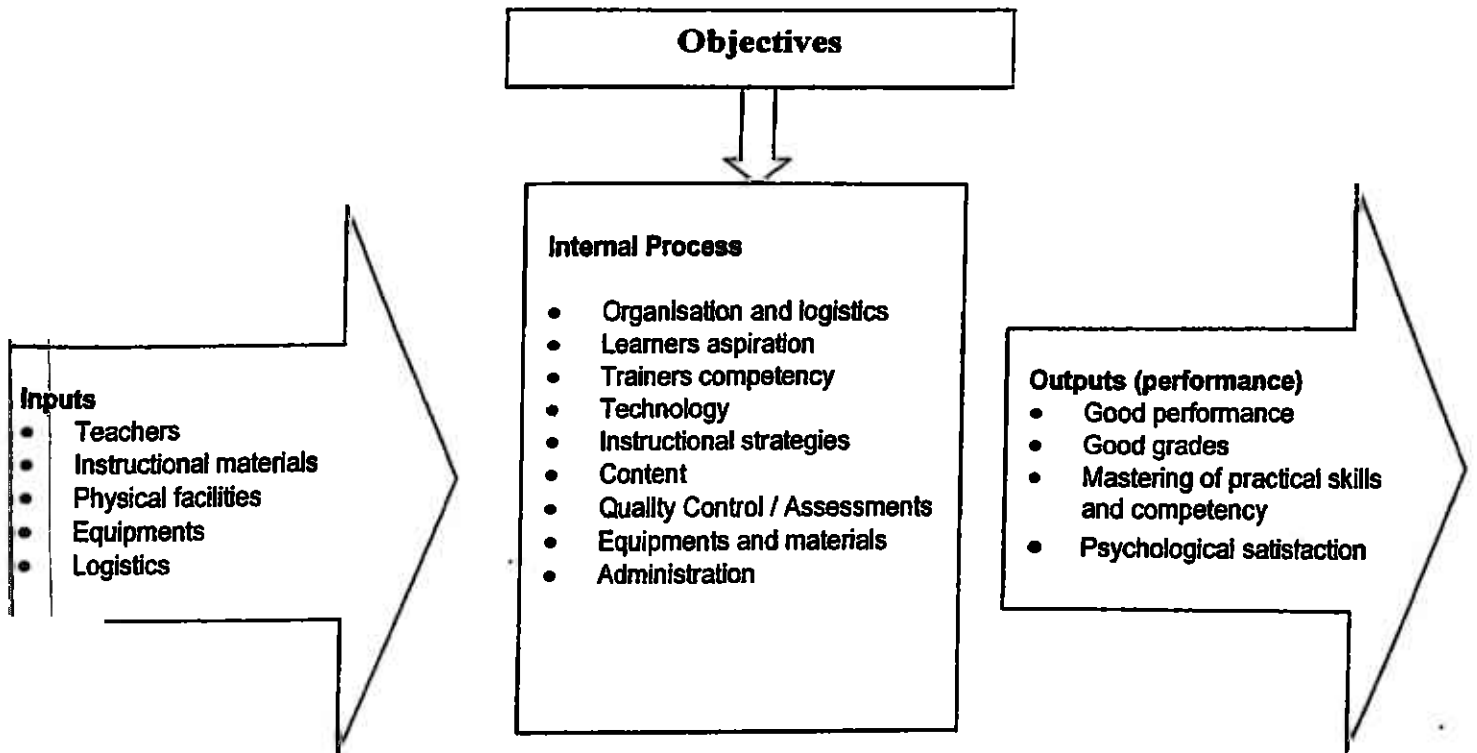 Objectives
Internal Process
• Organisation and logistics
• Learners aspiration
• Trainers competency
• Technology
• Instructional strategies
• Content
• Quality Control / Assessments
• Equipments and materials
• Administration
Inputs
• Teachers
• Instructional materials
• Physical facilities
• Equipments
• Logistics
Outputs (performance)
• Good performance
• Good grades
• Mastering of practical skills
and competency
• Psychological satisfaction